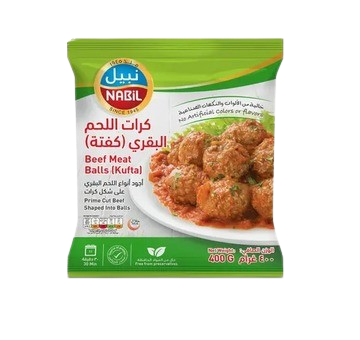 نبيل
NABIL
SINCE 1945
خالية من الألوان والنكهات الصناعية
No Artificial Colors or flavors
كرات اللحم
البقري (كفتة)
Beef Meat
Balls (Kufta)
أجود أنواع اللحم البقري
على شكل كرات
Prime Cut Beef
Shaped Into Balls
30 Min
Free from preservatives
Net Weight: الوزن الصافي:
400 G ٤٠٠ غرام